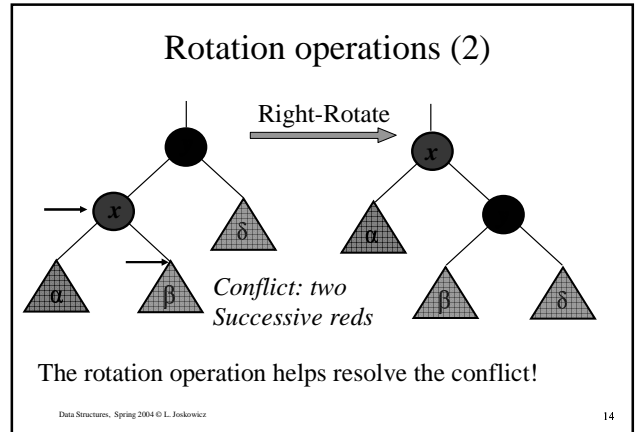 Rotation operations (2)
Right-Rotate
x
x
δ
α
α
β
Conflict: two
Successive reds
β
δ
The rotation operation helps resolve the conflict!
Data Structures, Spring 2004 © L. Joskowicz
14